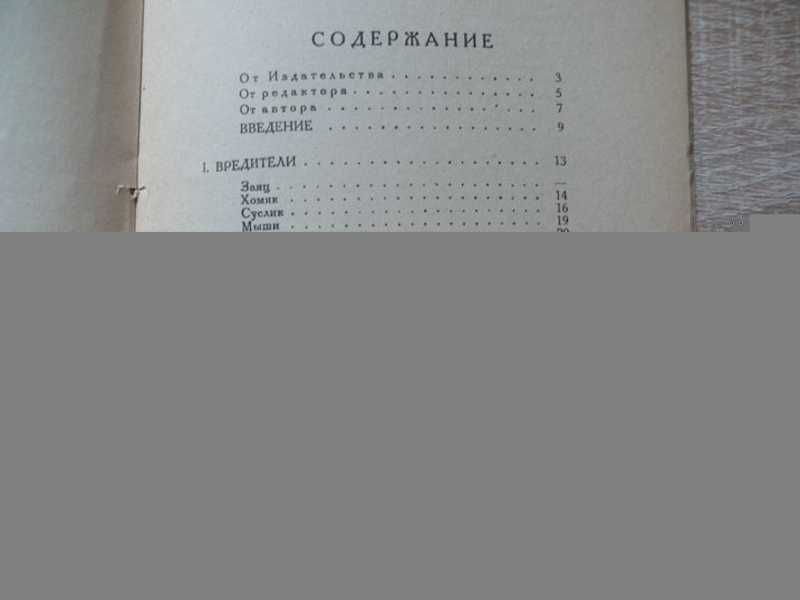 СОДЕРЖАНИЕ
От Издательства . . . . . . . . . . . 3
От редактора . . . . . . . . . . . . . 5
От автора . . . . . . . . . . . . . . 7
ВВЕДЕНИЕ . . . . . . . . . . . . . . 9
I. ВРЕДИТЕЛИ . . . . . . . . . . . . . . . 13
Заяц . . . . . . . . . . . . . . . . . —
Хомяк . . . . . . . . . . . . . . . . 14
Суслик . . . . . . . . . . . . . . . . 16
Мыши . . . . . . . . . . . . . . . . 19